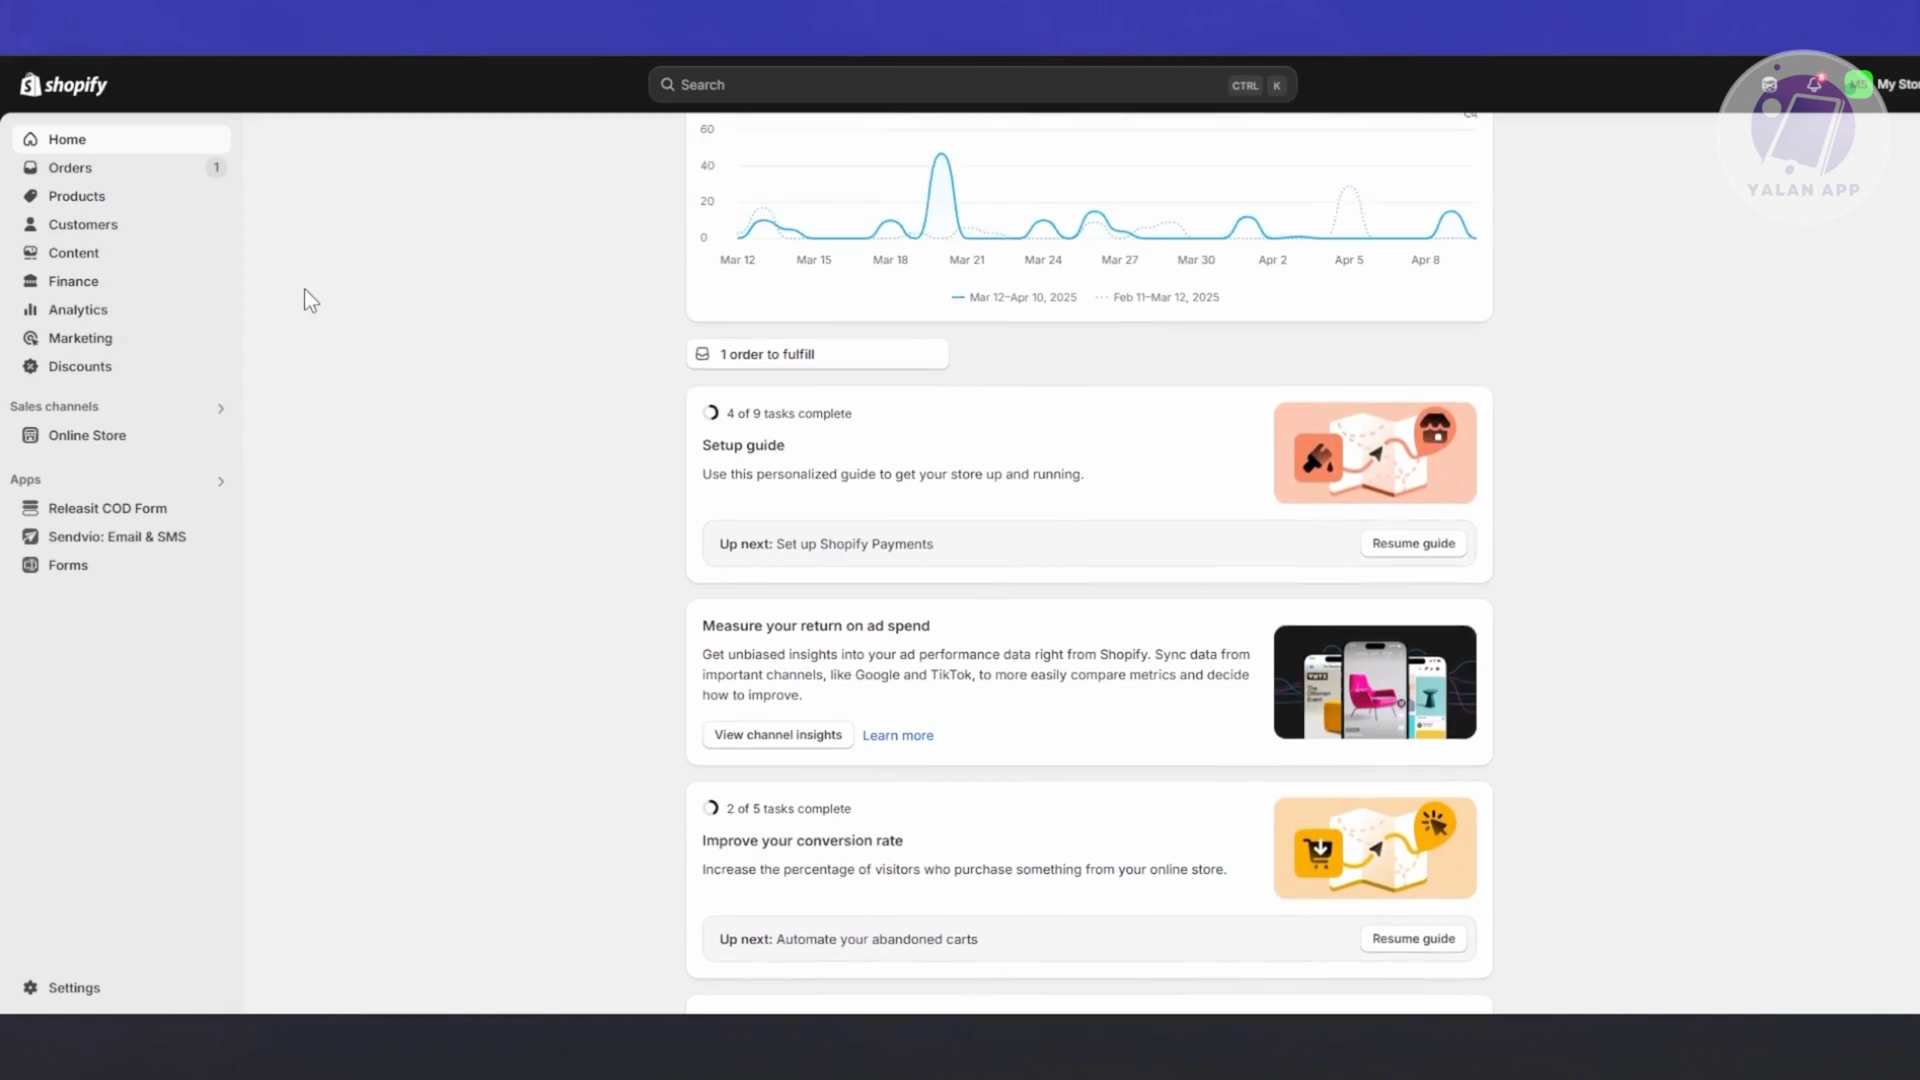 shopify
Search
CTRL K
MS
My Sto
YALAN APP
Home
Orders 1
Products
Customers
Content
Finance
Analytics
Marketing
Discounts
Sales channels
Online Store
Apps
Releasit COD Form
Sendvio: Email & SMS
Forms
Settings
60
40
20
0
Mar 12 Mar 15 Mar 18 Mar 21 Mar 24 Mar 27 Mar 30 Apr 2 Apr 5 Apr 8
Mar 12–Apr 10, 2025 Feb 11–Mar 12, 2025
1 order to fulfill
4 of 9 tasks complete
Setup guide
Use this personalized guide to get your store up and running.
Up next: Set up Shopify Payments
Resume guide
Measure your return on ad spend
Get unbiased insights into your ad performance data right from Shopify. Sync data from
important channels, like Google and TikTok, to more easily compare metrics and decide
how to improve.
View channel insights Learn more
2 of 5 tasks complete
Improve your conversion rate
Increase the percentage of visitors who purchase something from your online store.
Up next: Automate your abandoned carts
Resume guide